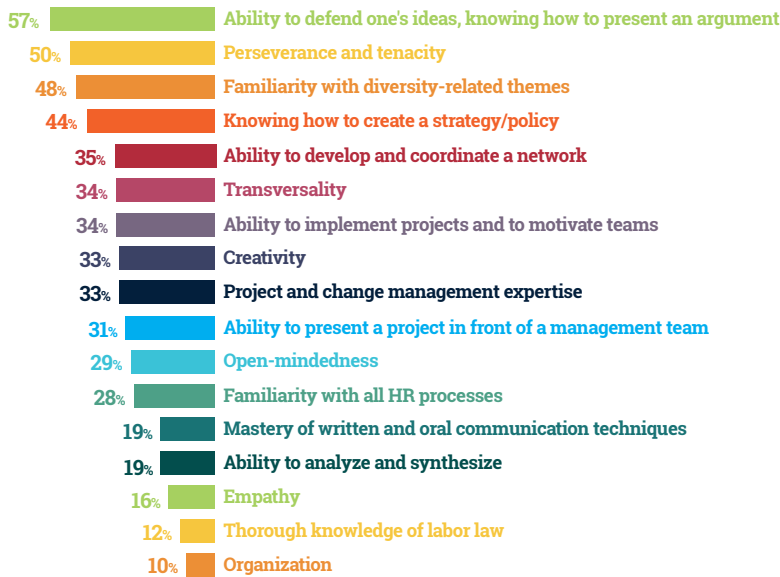 57% Ability to defend one's ideas, knowing how to present an argument
50% Perseverance and tenacity
48% Familiarity with diversity-related themes
44% Knowing how to create a strategy/policy
35% Ability to develop and coordinate a network
34% Transversality
34% Ability to implement projects and to motivate teams
33% Creativity
33% Project and change management expertise
31% Ability to present a project in front of a management team
29% Open-mindedness
28% Familiarity with all HR processes
19% Mastery of written and oral communication techniques
19% Ability to analyze and synthesize
16% Empathy
12% Thorough knowledge of labor law
10% Organization